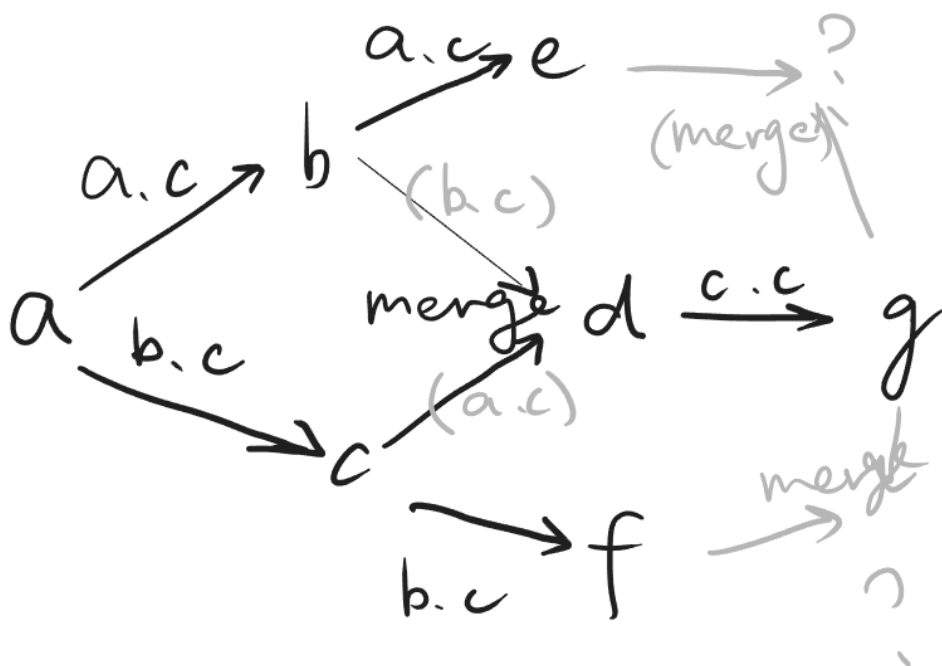 a.c e ?
(merge)
b
a.c (b.c)
a merge d c.c g
b.c (a.c)
c merge
f
b.c ?